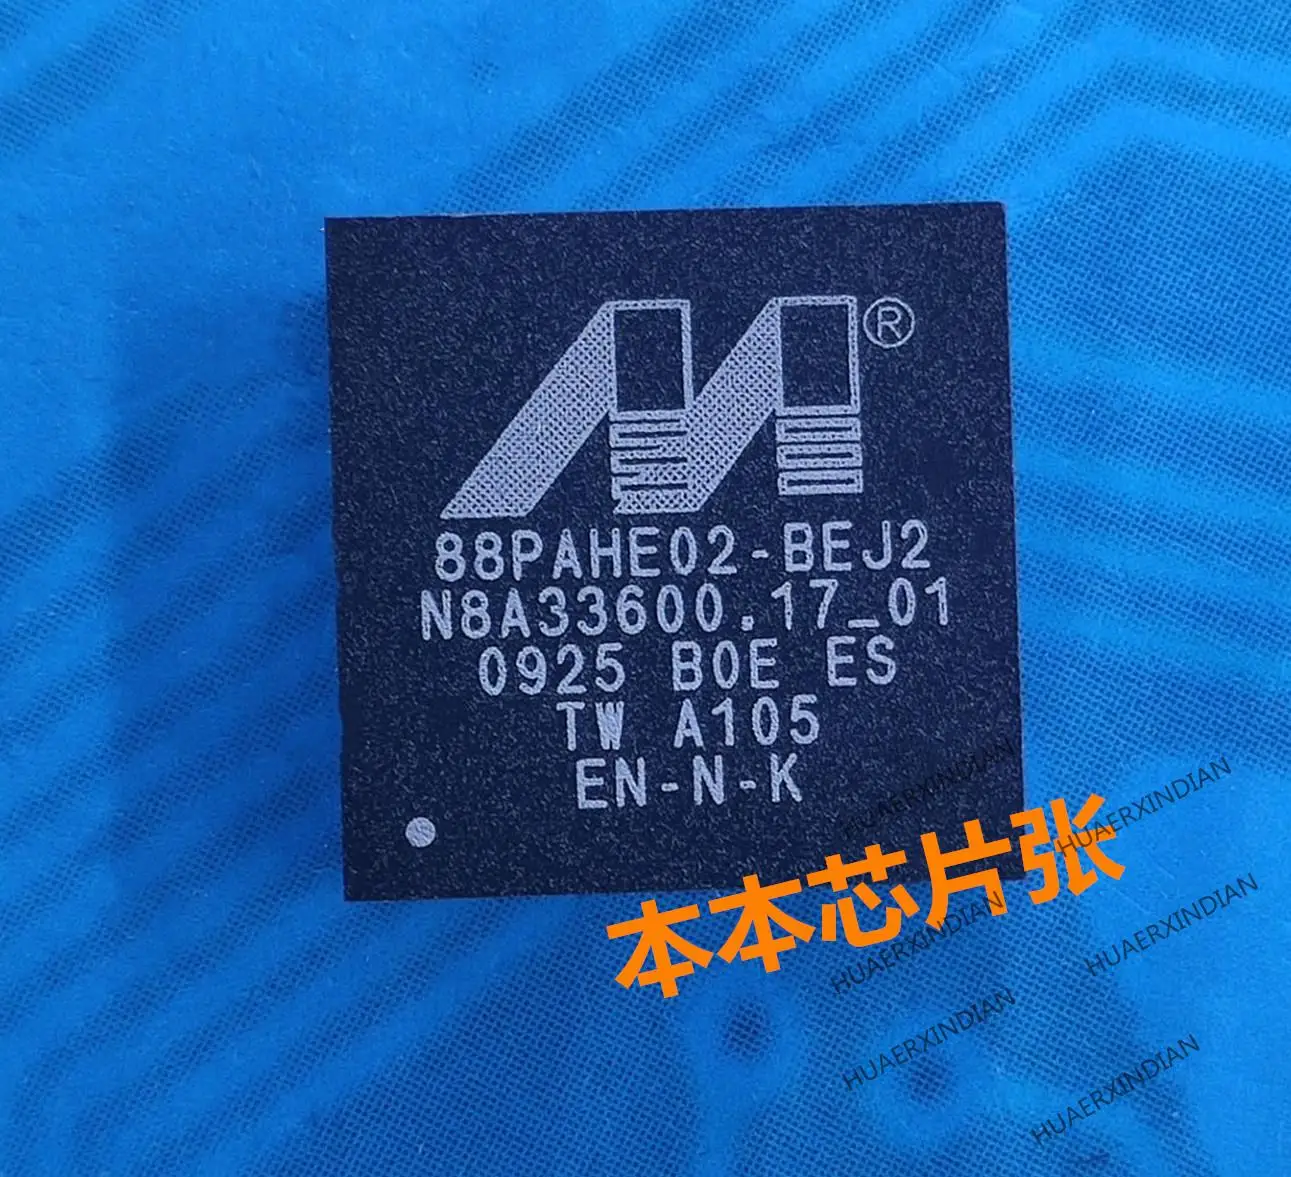 ®
88PAHE02-BEJ2
N8A33600.17_01
0925 B0E ES
TW A105
EN-N-K
本本芯片张
HUAERXINDIAN
HUAERXINDIAN
HUAERXINDIAN
HUAERXINDIAN
HUAERXINDIAN
HUAERXINDIAN